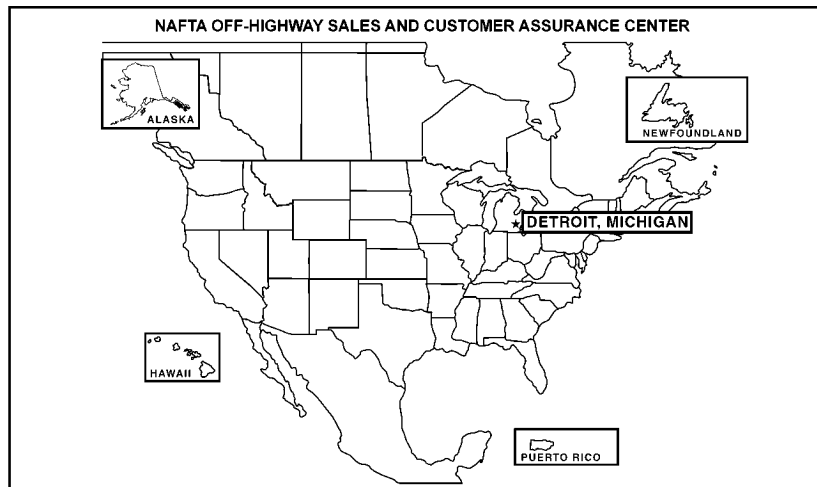 NAFTA OFF-HIGHWAY SALES AND CUSTOMER ASSURANCE CENTER
ALASKA
NEWFOUNDLAND
DETROIT, MICHIGAN
HAWAII
PUERTO RICO